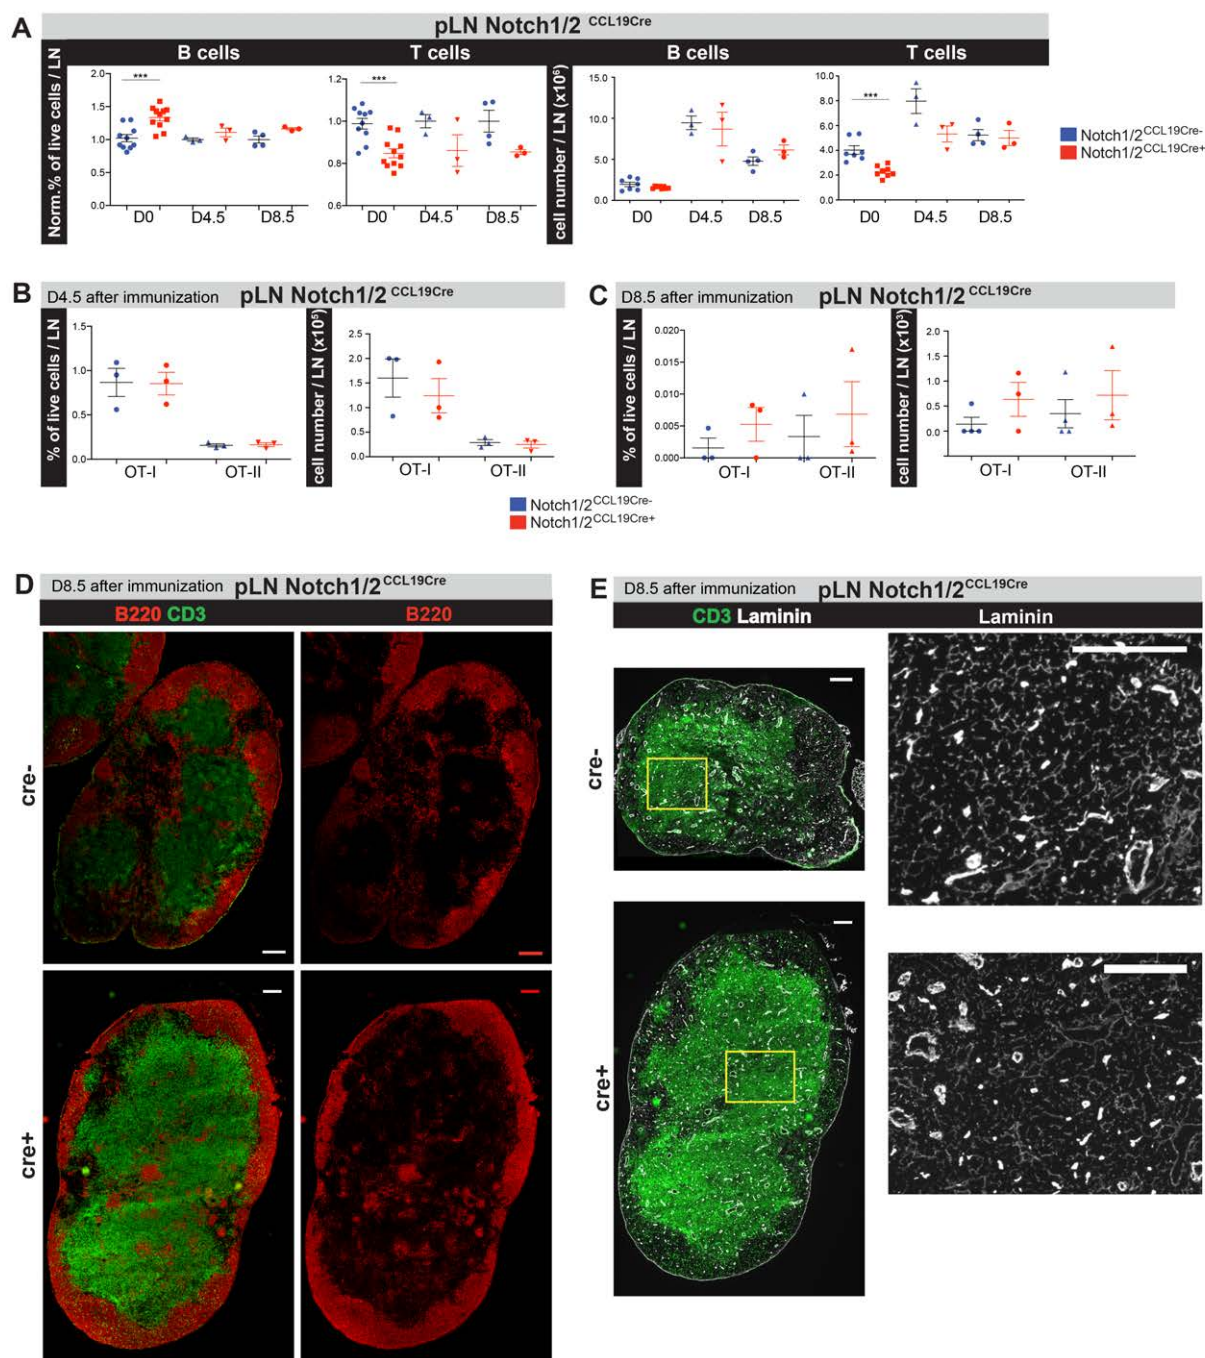 A
pLN Notch1/2 CCL19Cre
B cells
T cells
B cells
T cells
Norm.% of live cells / LN
2.0
1.5
1.0
0.5
0.0
***
D0
D4.5
D8.5
1.2
1.0
0.8
0.6
***
D0
D4.5
D8.5
cell number / LN (x10⁶)
15.0
10.0
5.0
0.0
D0
D4.5
D8.5
8.0
6.0
4.0
2.0
0.0
***
D0
D4.5
D8.5
Notch1/2CCL19Cre-
Notch1/2CCL19Cre+
B
D4.5 after immunization pLN Notch1/2 CCL19Cre
% of live cells / LN
1.5
1.0
0.5
0.0
OT-I
OT-II
cell number / LN (x10⁵)
2.5
2.0
1.5
1.0
0.5
0.0
OT-I
OT-II
C
D8.5 after immunization pLN Notch1/2 CCL19Cre
% of live cells / LN
0.020
0.015
0.010
0.005
0.000
OT-I
OT-II
cell number / LN (x10³)
2.0
1.5
1.0
0.5
0.0
OT-I
OT-II
Notch1/2CCL19Cre-
Notch1/2CCL19Cre+
D
D8.5 after immunization pLN Notch1/2 CCL19Cre
B220 CD3
B220
cre-
cre+
E
D8.5 after immunization pLN Notch1/2CCL19Cre
CD3 Laminin
Laminin
cre-
cre+